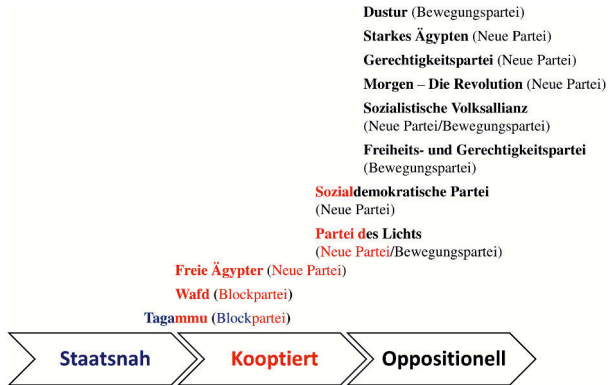 Dustur (Bewegungspartei)
Starkes Ägypten (Neue Partei)
Gerechtigkeitspartei (Neue Partei)
Morgen – Die Revolution (Neue Partei)
Sozialistische Volksallianz
(Neue Partei/Bewegungspartei)
Freiheits- und Gerechtigkeitspartei
(Bewegungspartei)
Sozialdemokratische Partei
(Neue Partei)
Partei des Lichts
(Neue Partei/Bewegungspartei)
Freie Ägypter (Neue Partei)
Wafd (Blockpartei)
Tagammu (Blockpartei)
Staatsnah Kooptiert Oppositionell